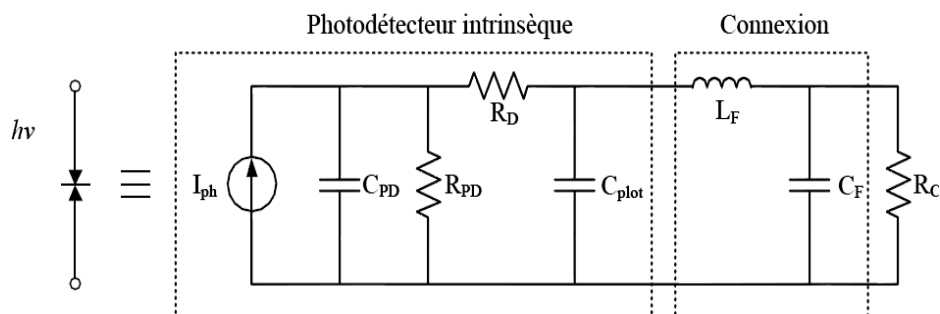 Photodétecteur intrinsèque
Connexion
hν
I_ph
C_PD
R_PD
R_D
C_plot
L_F
C_F
R_C